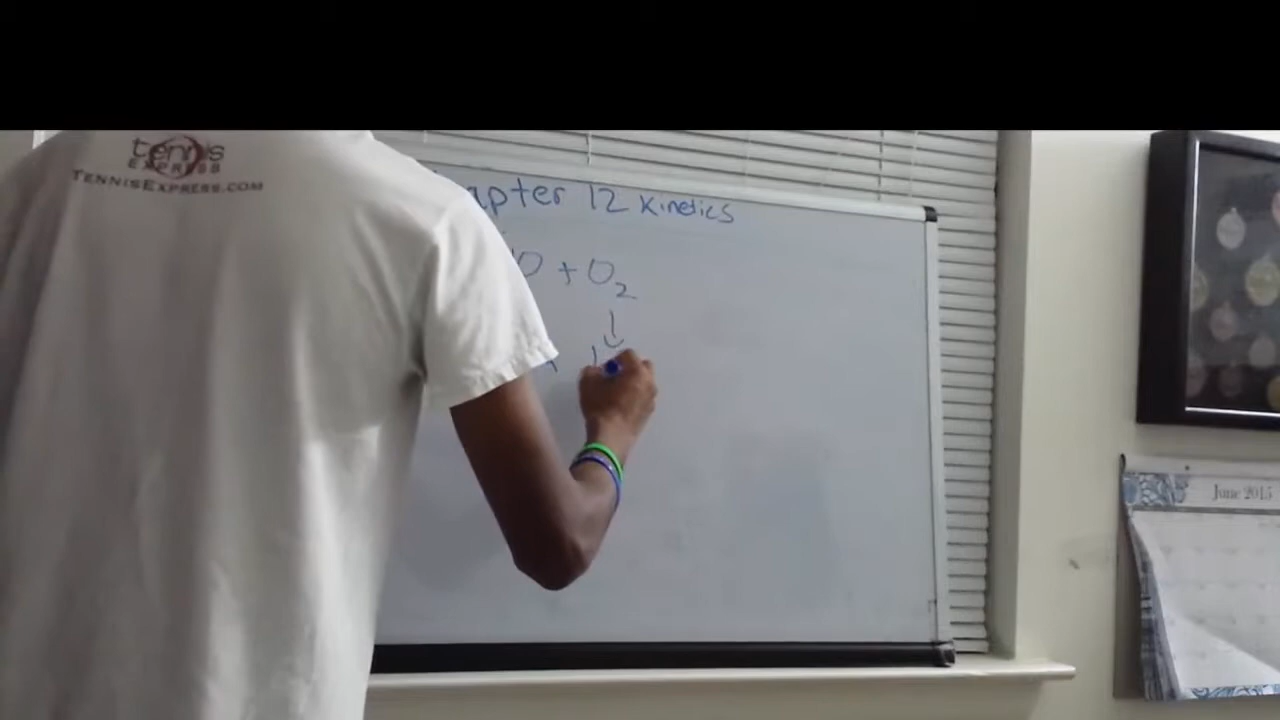 tennis
EXPRESS
TENNISEXPRESS.COM
apter 12 Kinetics
O + O2
June 2015